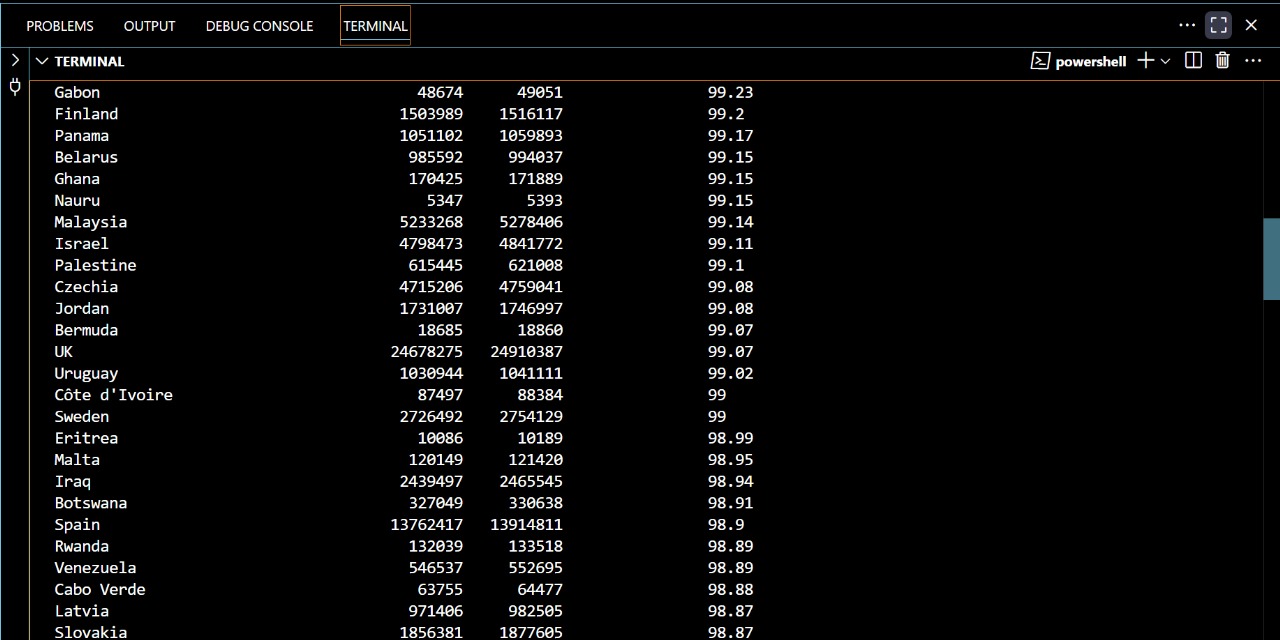 PROBLEMS OUTPUT DEBUG CONSOLE TERMINAL
TERMINAL powershell
Gabon 48674 49051 99.23
Finland 1503989 1516117 99.2
Panama 1051102 1059893 99.17
Belarus 985592 994037 99.15
Ghana 170425 171889 99.15
Nauru 5347 5393 99.15
Malaysia 5233268 5278406 99.14
Israel 4798473 4841772 99.11
Palestine 615445 621008 99.1
Czechia 4715206 4759041 99.08
Jordan 1731007 1746997 99.08
Bermuda 18685 18860 99.07
UK 24678275 24910387 99.07
Uruguay 1030944 1041111 99.02
Côte d'Ivoire 87497 88384 99
Sweden 2726492 2754129 99
Eritrea 10086 10189 98.99
Malta 120149 121420 98.95
Iraq 2439497 2465545 98.94
Botswana 327049 330638 98.91
Spain 13762417 13914811 98.9
Rwanda 132039 133518 98.89
Venezuela 546537 552695 98.89
Cabo Verde 63755 64477 98.88
Latvia 971406 982505 98.87
Slovakia 1856381 1877605 98.87